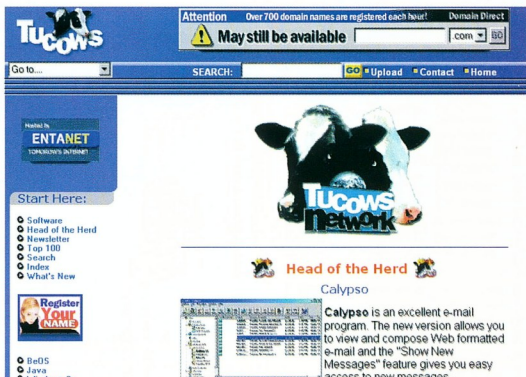 TUCOWS
Attention Over 700 domain names are registered each hour! Domain Direct
May still be available .com GO
Go to.... SEARCH: GO Upload Contact Home
Hosted by
ENTANET
TOMORROW'S INTERNET
Start Here:
Software
Head of the Herd
Newsletter
Top 100
Search
Index
What's New
Register
Your
NAME
BeOS
Java
TUCOWS
Network
Head of the Herd
Calypso
Calypso is an excellent e-mail
program. The new version allows you
to view and compose Web formatted
e-mail and the "Show New
Messages" feature gives you easy
access to new messages